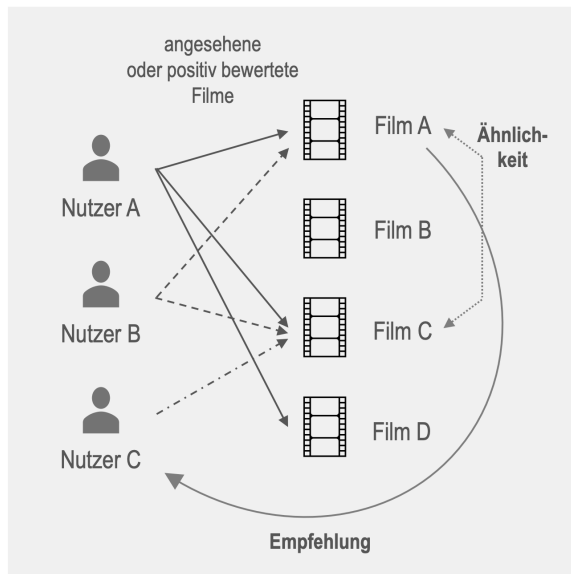 angesehene
oder positiv bewertete
Filme
Film A
Ähnlich-
keit
Nutzer A
Film B
Nutzer B
Film C
Nutzer C
Film D
Empfehlung